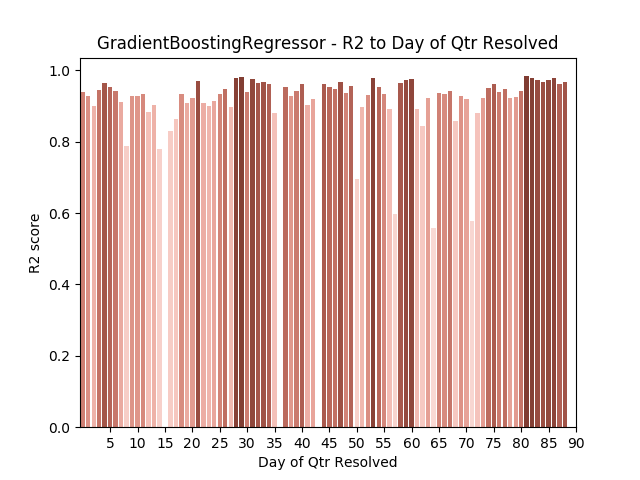 GradientBoostingRegressor - R2 to Day of Qtr Resolved
1.0
0.8
0.6
0.4
0.2
0.0
R2 score
5 10 15 20 25 30 35 40 45 50 55 60 65 70 75 80 85 90
Day of Qtr Resolved